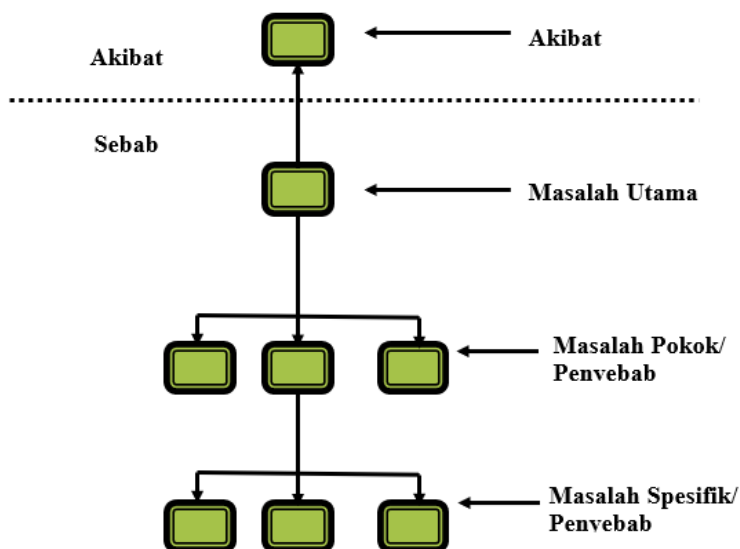 Akibat
Akibat
Sebab
Masalah Utama
Masalah Pokok/
Penvebab
Masalah Spesifik/
Penvebab